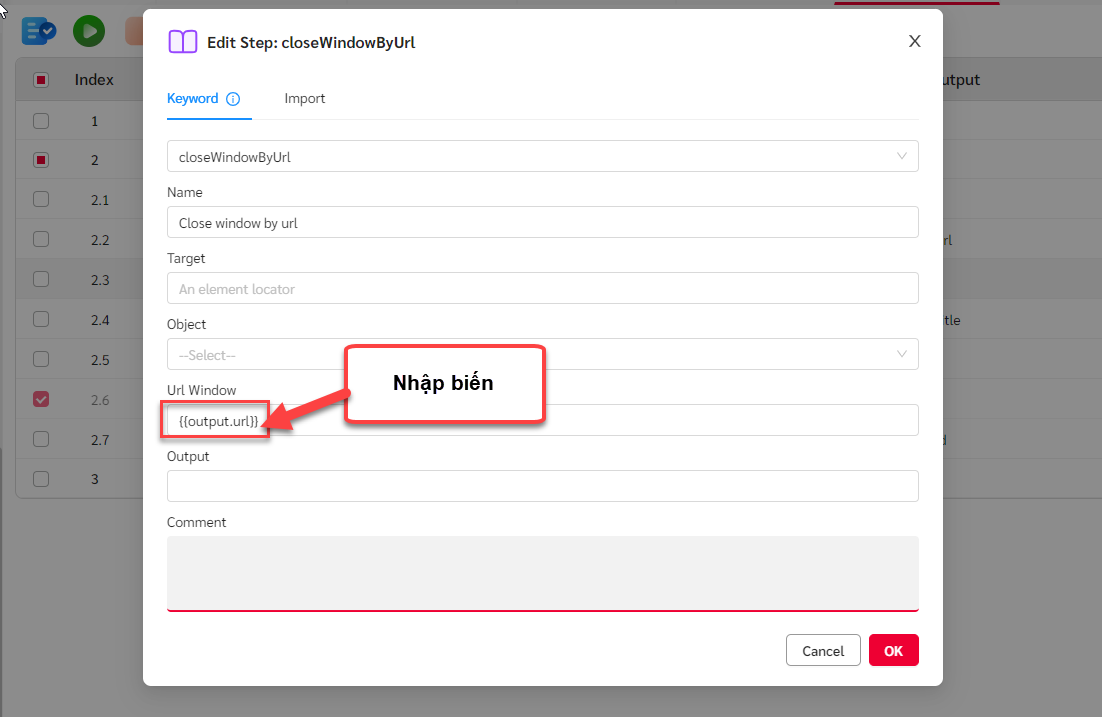 Edit Step: closeWindowByUrl
X
Index
utput
Keyword
Import
1
closeWindowByUrl
2
Name
2.1
Close window by url
2.2
rl
Target
2.3
An element locator
2.4
Object
tle
2.5
--Select--
Nhập biến
Url Window
2.6
{{output.url}}
2.7
d
Output
3
Comment
Cancel
OK